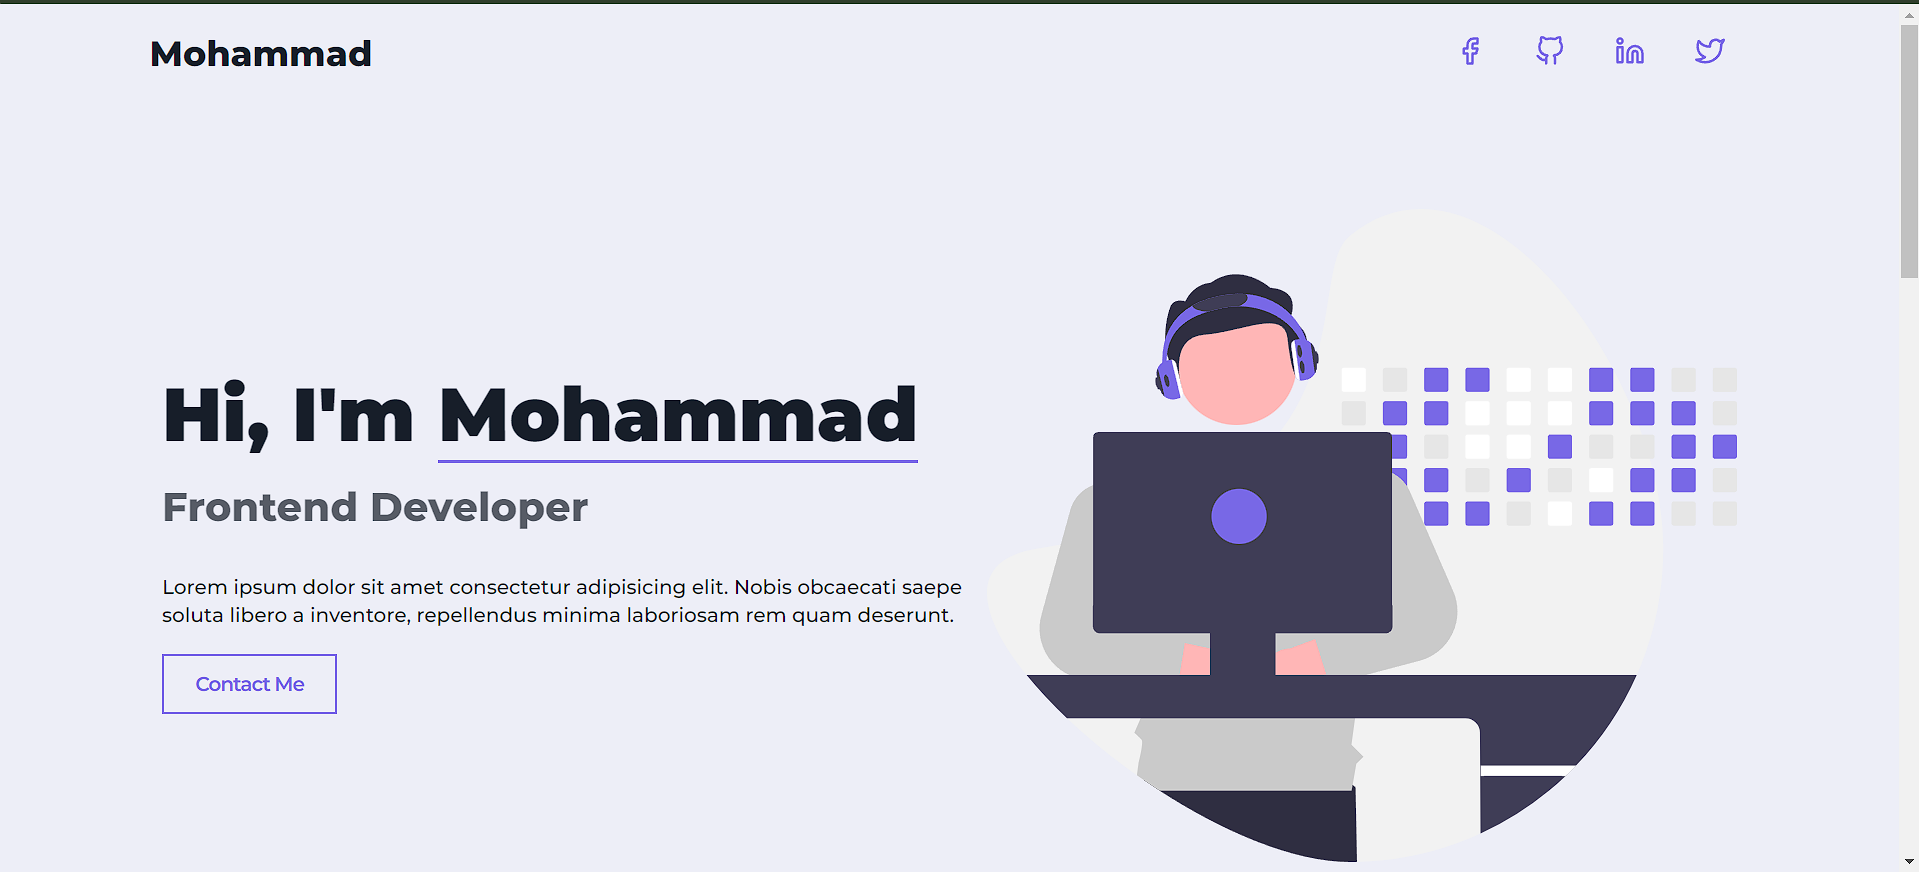 Mohammad
Hi, I'm Mohammad
Frontend Developer
Lorem ipsum dolor sit amet consectetur adipisicing elit. Nobis obcaecati saepe
soluta libero a inventore, repellendus minima laboriosam rem quam deserunt.
Contact Me